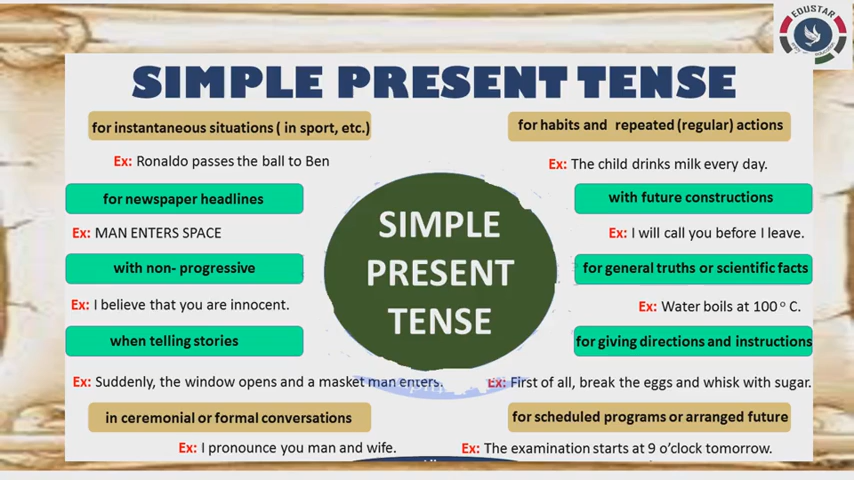 EDUSTAR
SIMPLE PRESENT TENSE
for instantaneous situations ( in sport, etc.)
Ex: Ronaldo passes the ball to Ben
for newspaper headlines
Ex: MAN ENTERS SPACE
with non- progressive
Ex: I believe that you are innocent.
when telling stories
Ex: Suddenly, the window opens and a masket man enters.
in ceremonial or formal conversations
Ex: I pronounce you man and wife.
SIMPLE
PRESENT
TENSE
for habits and repeated (regular) actions
Ex: The child drinks milk every day.
with future constructions
Ex: I will call you before I leave.
for general truths or scientific facts
Ex: Water boils at 100 o C.
for giving directions and instructions
Ex: First of all, break the eggs and whisk with sugar.
for scheduled programs or arranged future
Ex: The examination starts at 9 o’clock tomorrow.